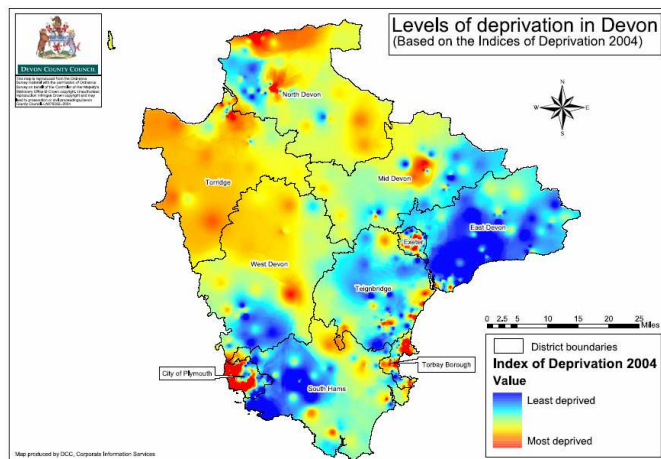 Levels of deprivation in Devon
(Based on the Indices of Deprivation 2004)
DEVON COUNTY COUNCIL
N
W E
S
North Devon
Torridge
Mid Devon
East Devon
Exeter
West Devon
Teignbridge
City of Plymouth
Torbay Borough
South Hams
0 2.5 5 10 15 20 25
Miles
District boundaries
Index of Deprivation 2004
Value
Least deprived
Most deprived
Map produced by DCC, Corporate Information Services